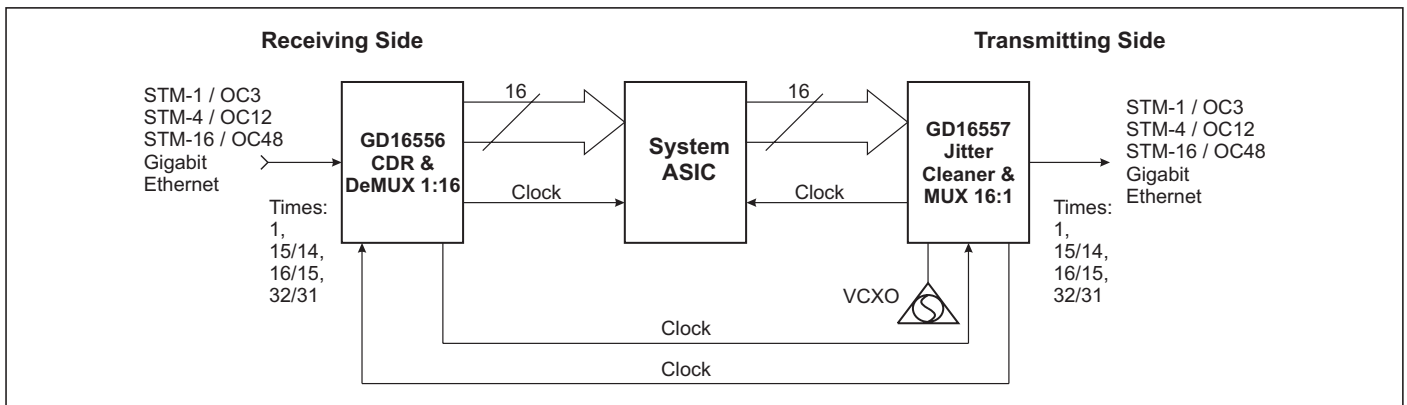 Receiving Side
Transmitting Side
STM-1 / OC3
STM-4 / OC12
STM-16 / OC48
Gigabit
Ethernet
Times:
1,
15/14,
16/15,
32/31
GD16556
CDR &
DeMUX 1:16
16
Clock
System
ASIC
16
Clock
GD16557
Jitter
Cleaner &
MUX 16:1
VCXO
STM-1 / OC3
STM-4 / OC12
STM-16 / OC48
Gigabit
Ethernet
Times:
1,
15/14,
16/15,
32/31
Clock
Clock